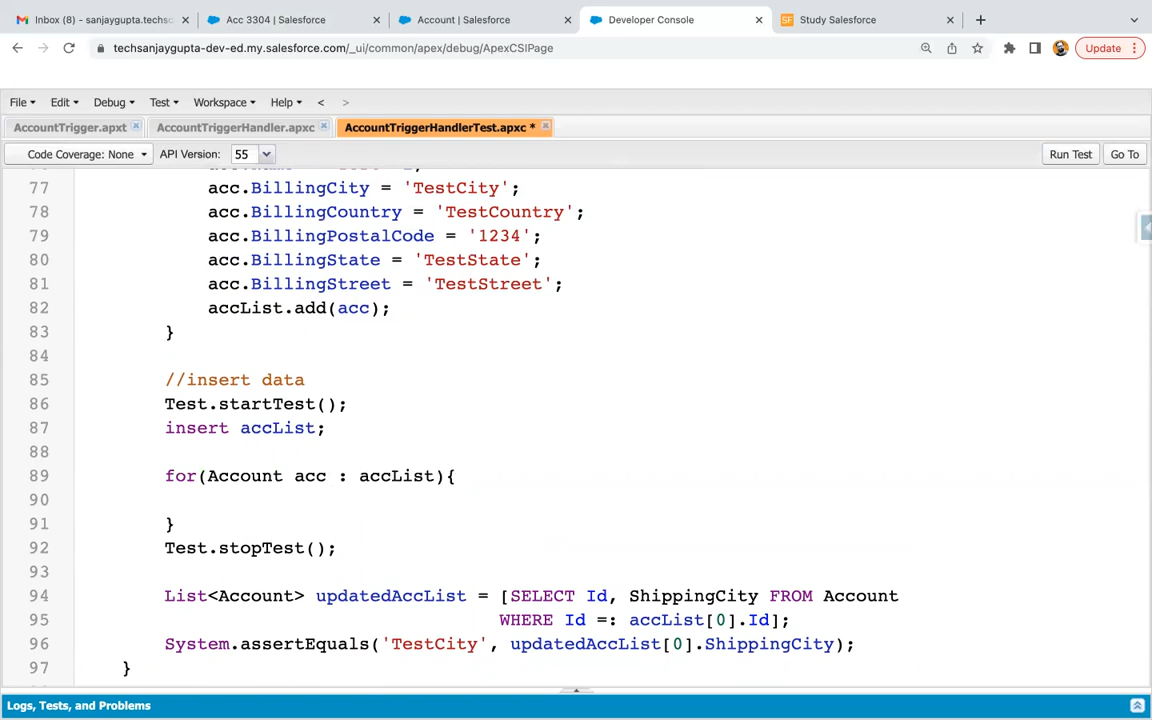 Inbox (8) - sanjaygupta.techsc
Acc 3304 | Salesforce
Account | Salesforce
Developer Console
SF
Study Salesforce
techsanjaygupta-dev-ed.my.salesforce.com/_ui/common/apex/debug/ApexCSIPage
Update
File
Edit
Debug
Test
Workspace
Help
<
>
AccountTrigger.apxt
AccountTriggerHandler.apxc
AccountTriggerHandlerTest.apxc *
Code Coverage: None
API Version:
55
Run Test
Go To
77 acc.BillingCity = 'TestCity';
78 acc.BillingCountry = 'TestCountry';
79 acc.BillingPostalCode = '1234';
80 acc.BillingState = 'TestState';
81 acc.BillingStreet = 'TestStreet';
82 accList.add(acc);
83 }
84
85 //insert data
86 Test.startTest();
87 insert accList;
88
89 for(Account acc : accList){
90
91 }
92 Test.stopTest();
93
94 List<Account> updatedAccList = [SELECT Id, ShippingCity FROM Account
95 WHERE Id =: accList[0].Id];
96 System.assertEquals('TestCity', updatedAccList[0].ShippingCity);
97 }
Logs, Tests, and Problems